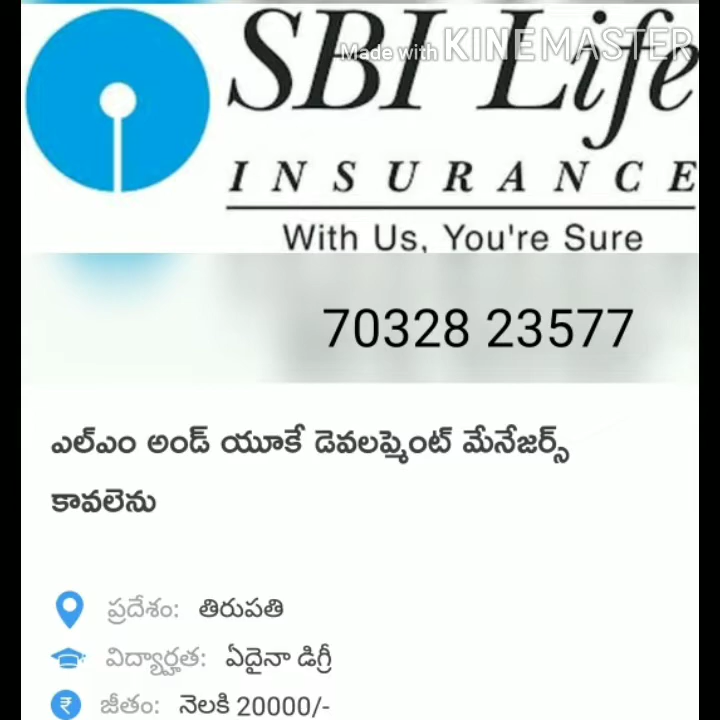 Made with KINEMASTER
SBI Life
INSURANCE
With Us, You're Sure
70328 23577
ఎల్ఎం అండ్ యూకే డెవలప్మెంట్ మేనేజర్స్
కావలెను
ప్రదేశం: తిరుపతి
విద్యార్హత: ఏదైనా డిగ్రీ
జీతం: నెలకి 20000/-